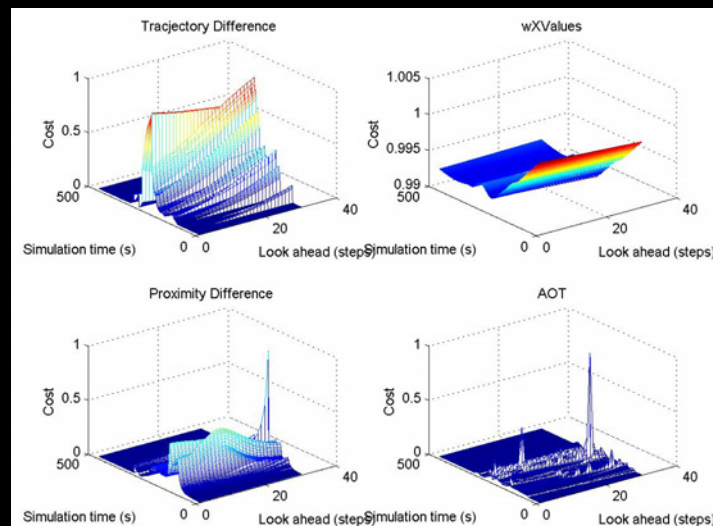 Tracjectory Difference
1
0.5
0
500
0
0
20
40
Cost
Simulation time (s)
Look ahead (steps)
wXValues
1.005
1
0.995
0.99
500
0
0
20
40
Cost
Simulation time (s)
Look ahead (steps)
Proximity Difference
1
0.5
0
500
0
0
20
40
Cost
Simulation time (s)
Look ahead (steps)
AOT
1
0.5
0
500
0
0
20
40
Cost
Simulation time (s)
Look ahead (steps)